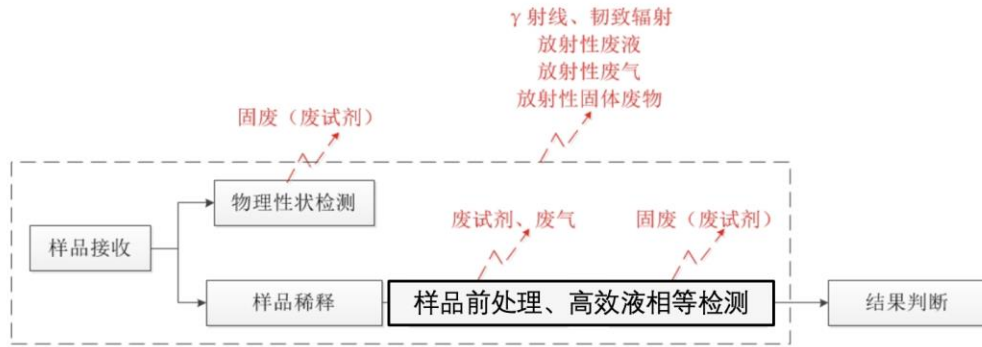 γ射线、韧致辐射
放射性废液
放射性废气
放射性固体废物
固废（废试剂）
物理性状检测
废试剂、废气
固废（废试剂）
样品接收
样品稀释
样品前处理、高效液相等检测
结果判断